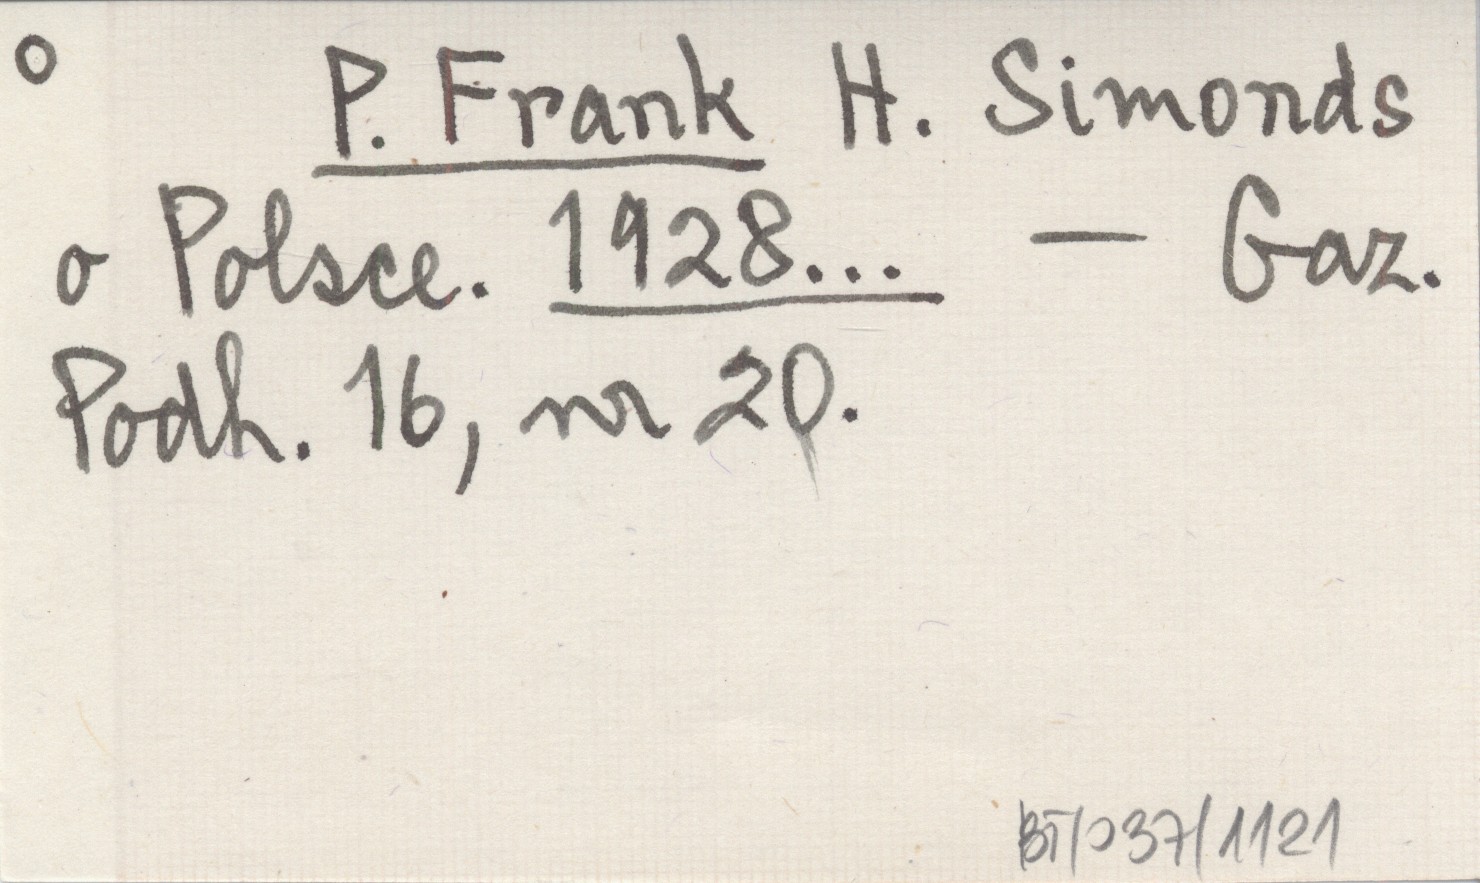 o P. Frank H. Simonds
o Polsce. 1928... — Gaz.
Podh. 16, nr 20.
BT/037/1121